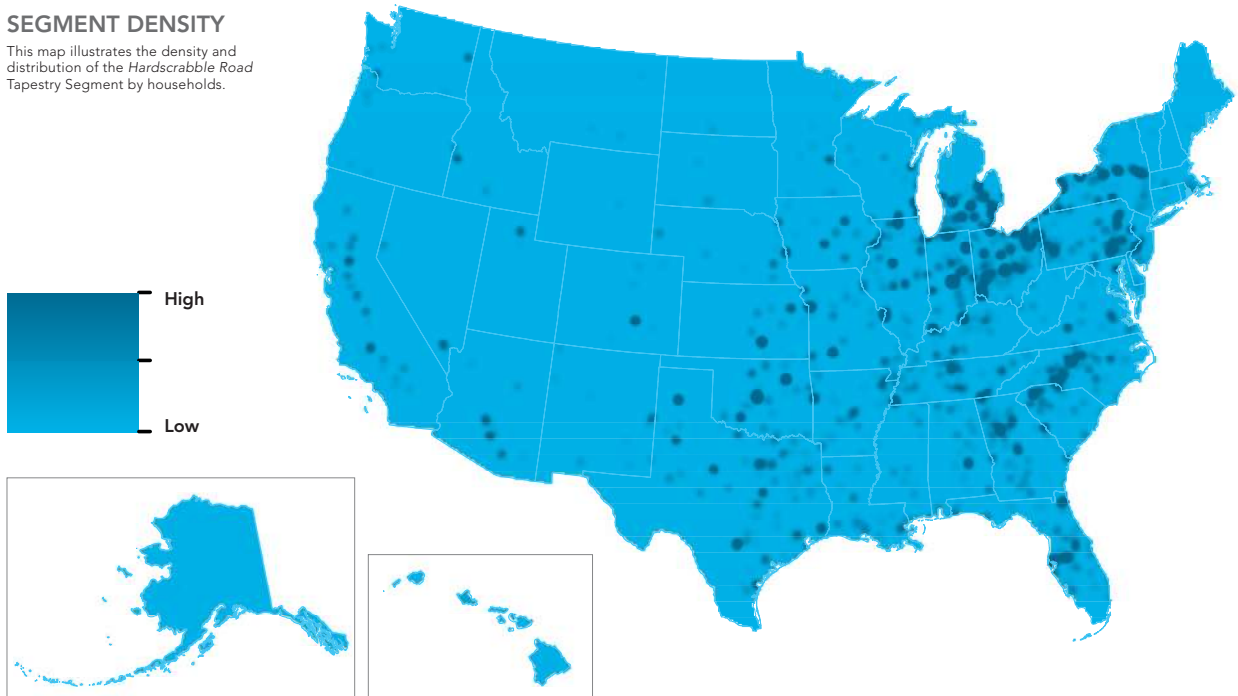 SEGMENT DENSITY
This map illustrates the density and
distribution of the Hardscrabble Road
Tapestry Segment by households.
High
Low